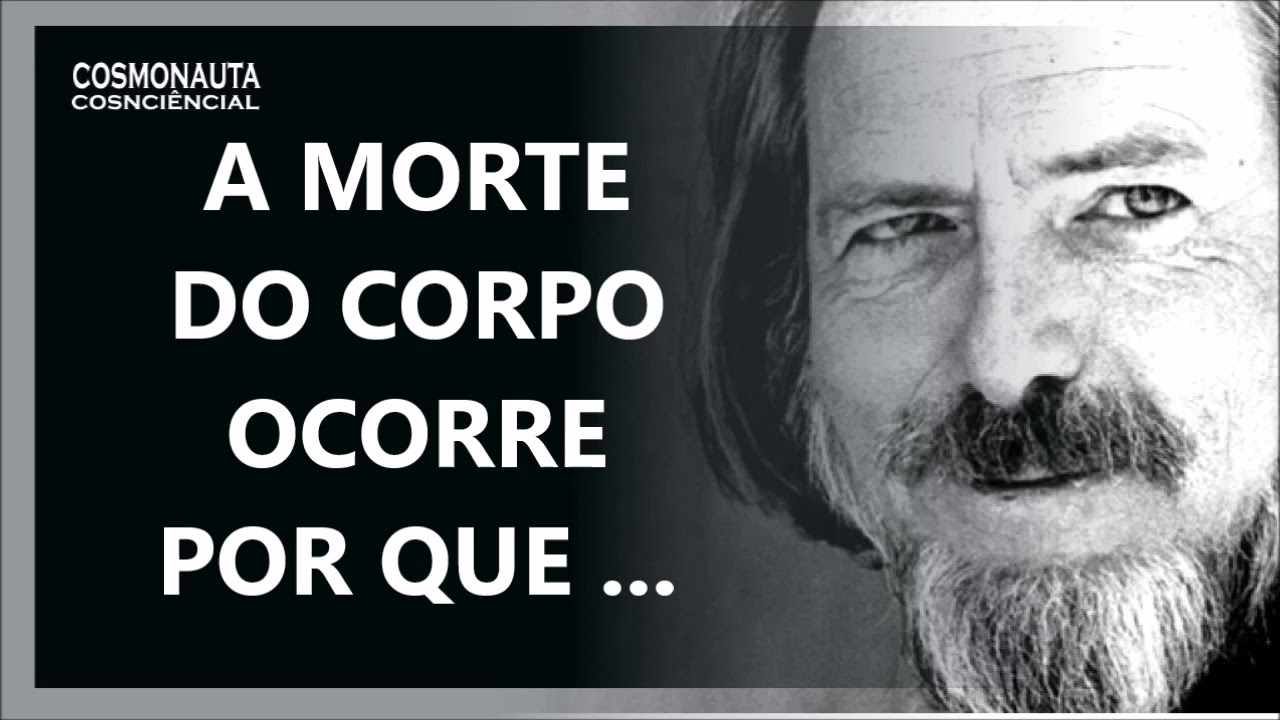 COSMONAUTA
COSNCIÊNCIAL
A MORTE
DO CORPO
OCORRE
POR QUE ...